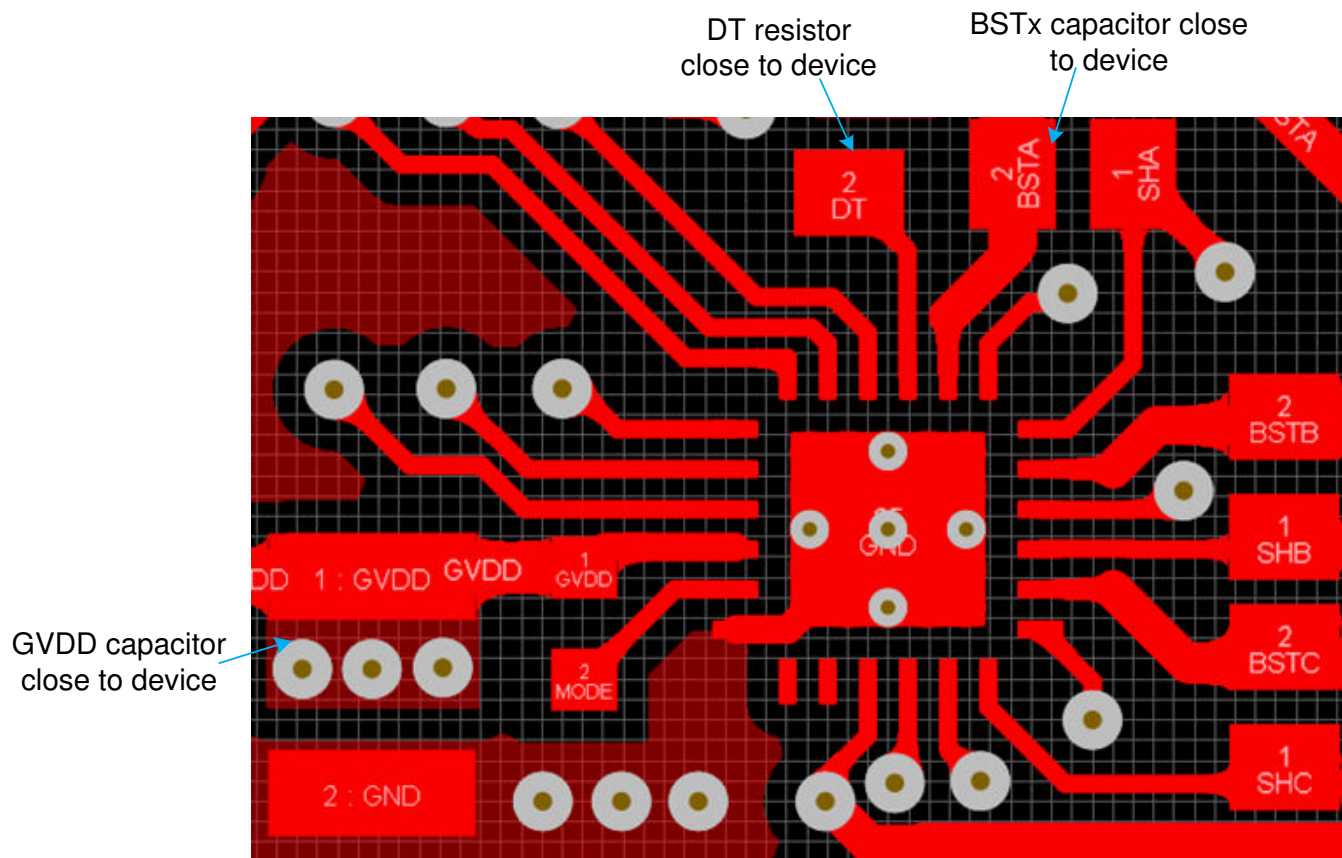 DT resistor
close to device
BSTx capacitor close
to device
STA
2
DT
2
BSTA
1
SHA
2
BSTB
GND
1
SHB
DD
1 : GVDD
GVDD
1
GVDD
GVDD capacitor
close to device
2
MODE
2
BSTC
2 : GND
1
SHC